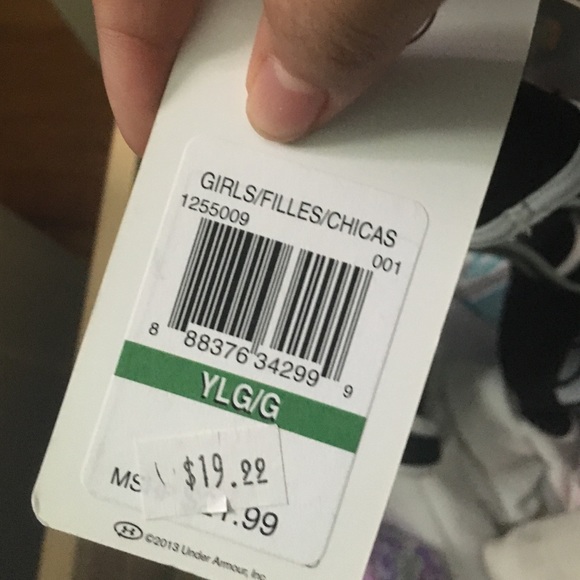 GIRLS/FILLES/CHICAS
1255009
001
8 88376 34299 9
YLG/G
$19.22
MS
.99
©2013 Under Armour, Inc